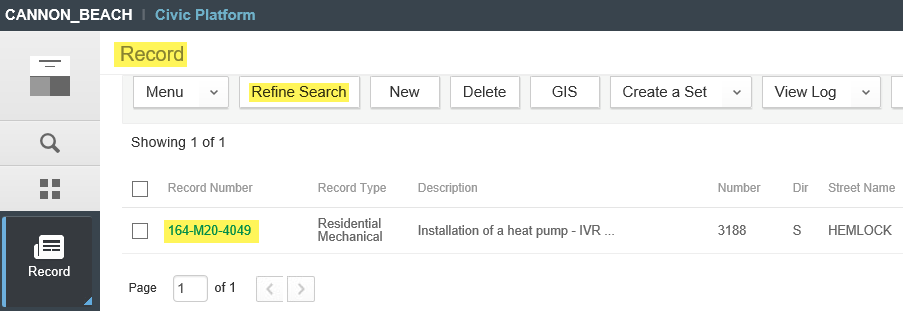 CANNON_BEACH | Civic Platform
Record
Menu Refine Search New Delete GIS Create a Set View Log
Showing 1 of 1
Record Number Record Type Description Number Dir Street Name
164-M20-4049 Residential Mechanical Installation of a heat pump - IVR ... 3188 S HEMLOCK
Record
Page 1 of 1